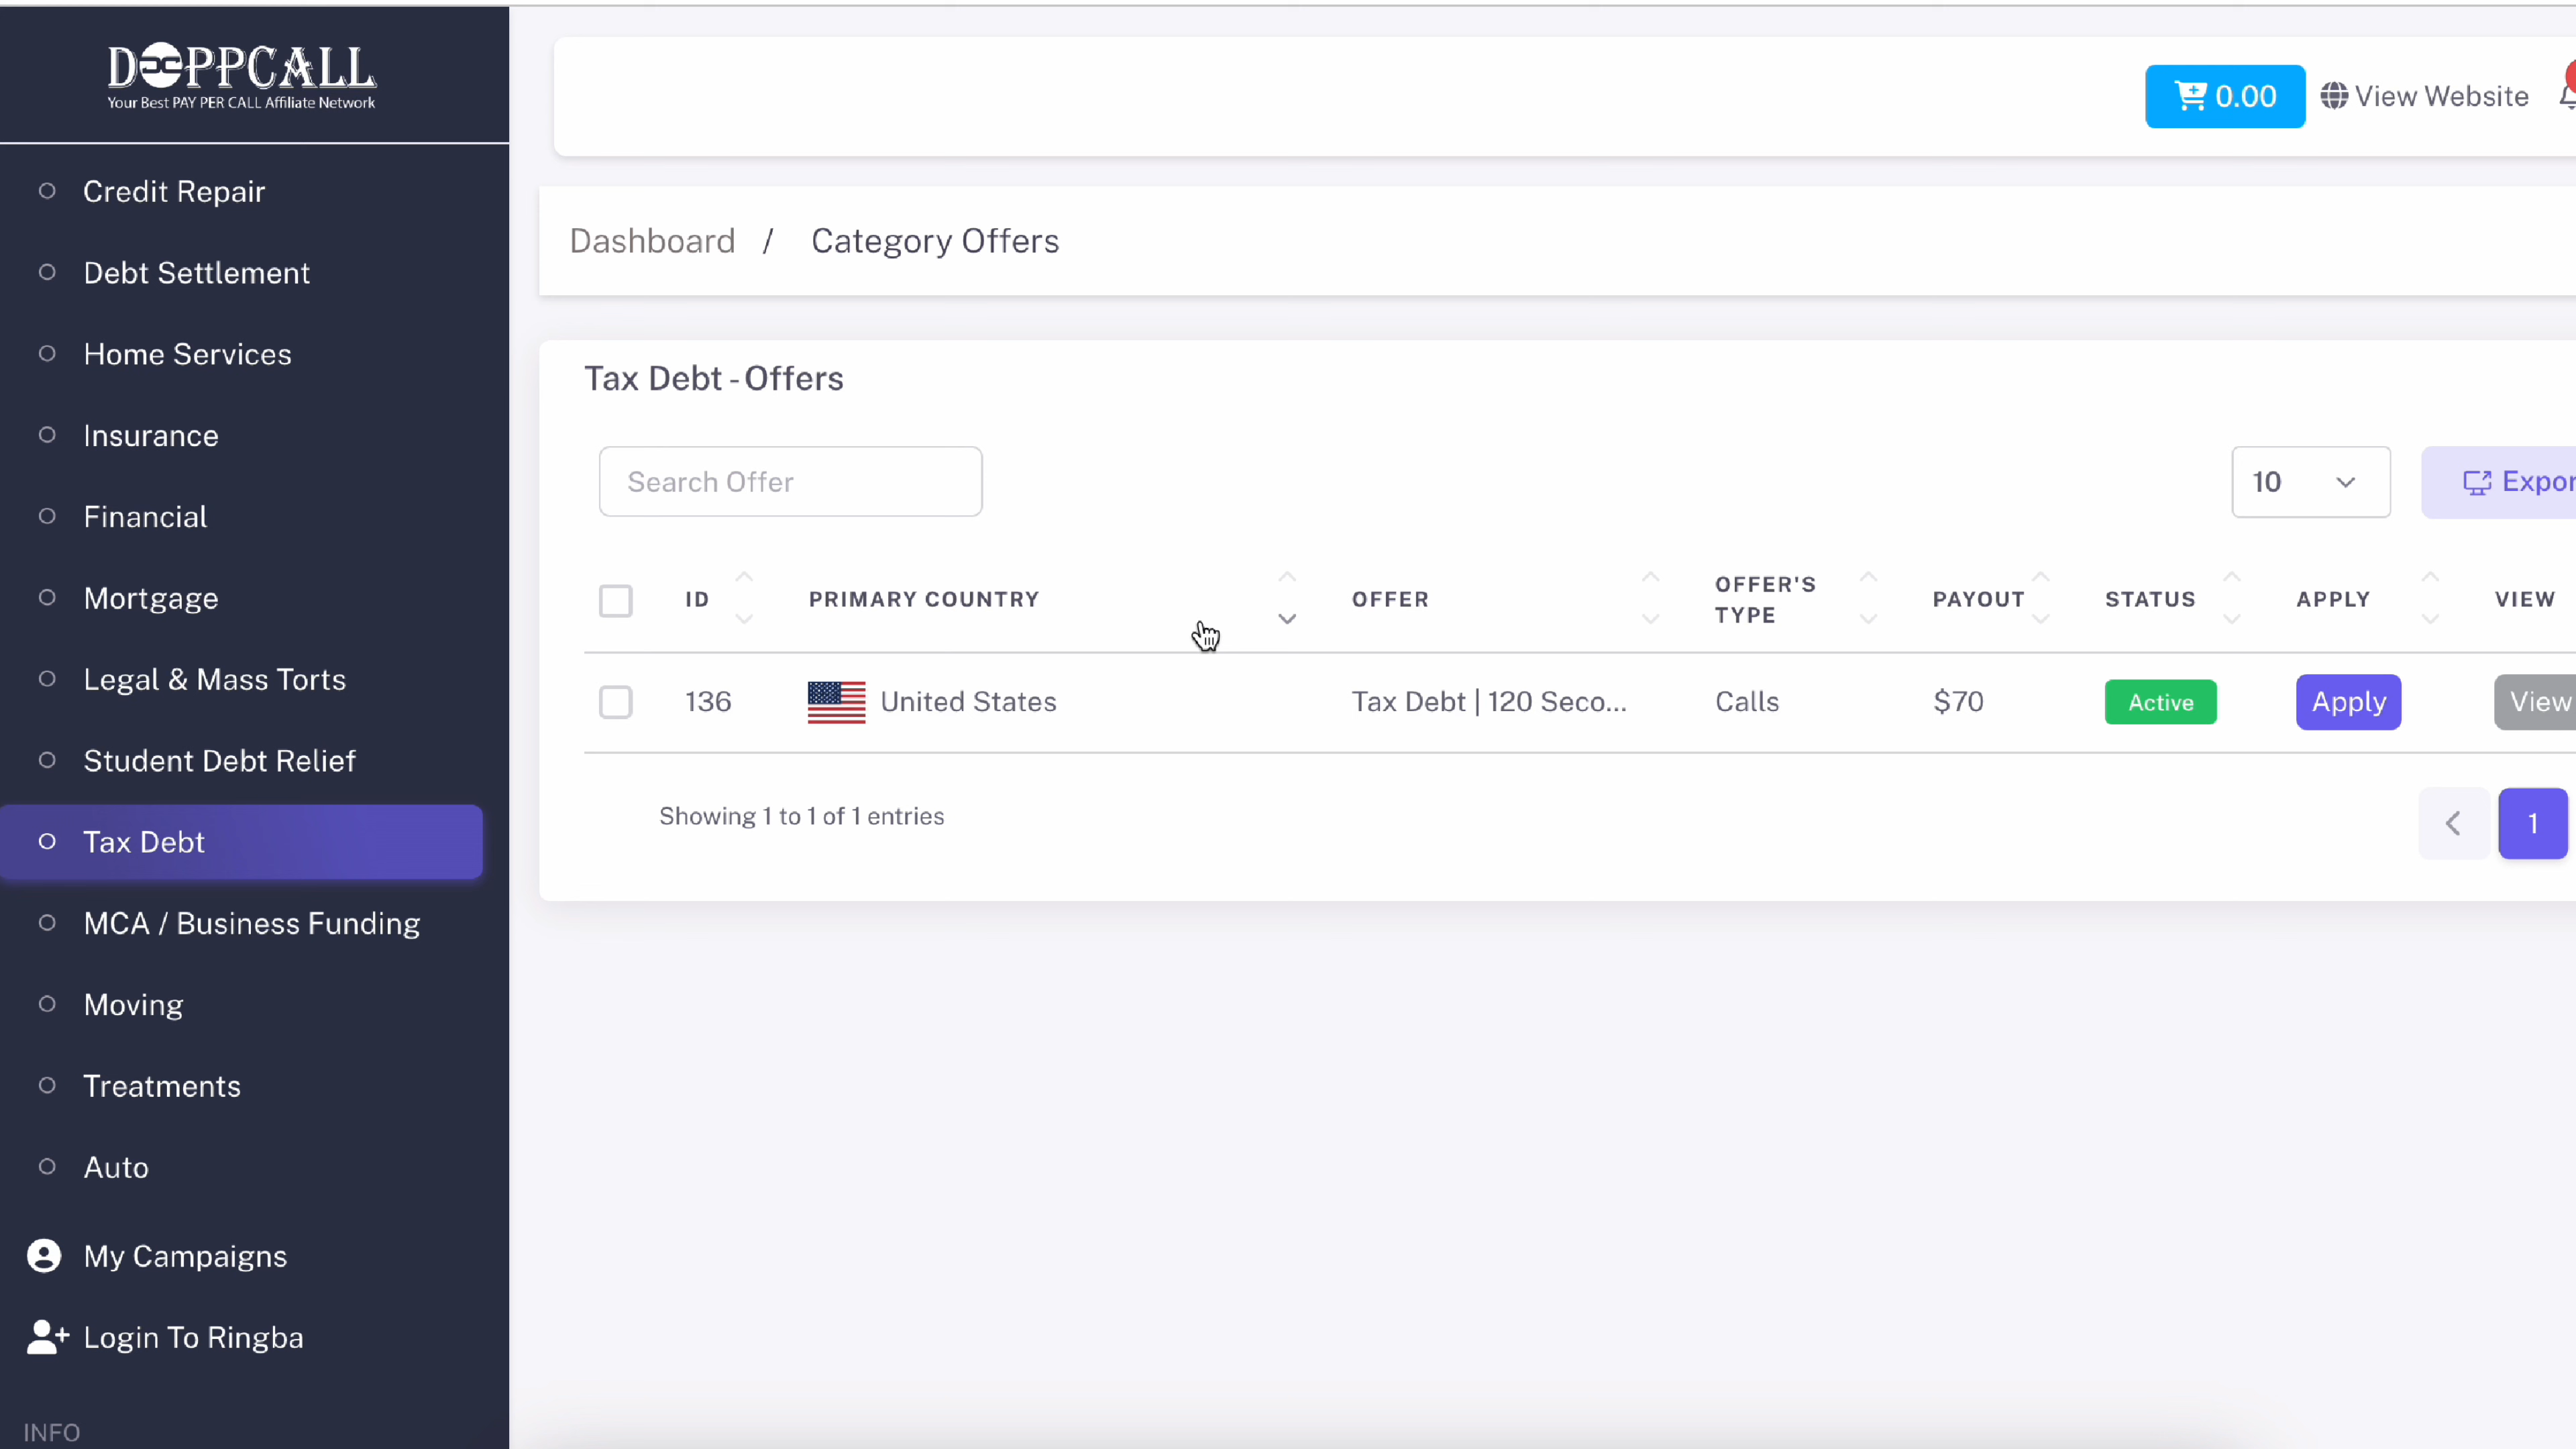 DOPPCALL
Your Best PAY PER CALL Affiliate Network
Credit Repair
Debt Settlement
Home Services
Insurance
Financial
Mortgage
Legal & Mass Torts
Student Debt Relief
Tax Debt
MCA / Business Funding
Moving
Treatments
Auto
My Campaigns
Login To Ringba
INFO
0.00 View Website
Dashboard / Category Offers
Tax Debt - Offers
Search Offer
10
Expor
ID PRIMARY COUNTRY OFFER OFFER'S TYPE PAYOUT STATUS APPLY VIEW
136 United States Tax Debt | 120 Seco... Calls $70 Active Apply View
Showing 1 to 1 of 1 entries
1